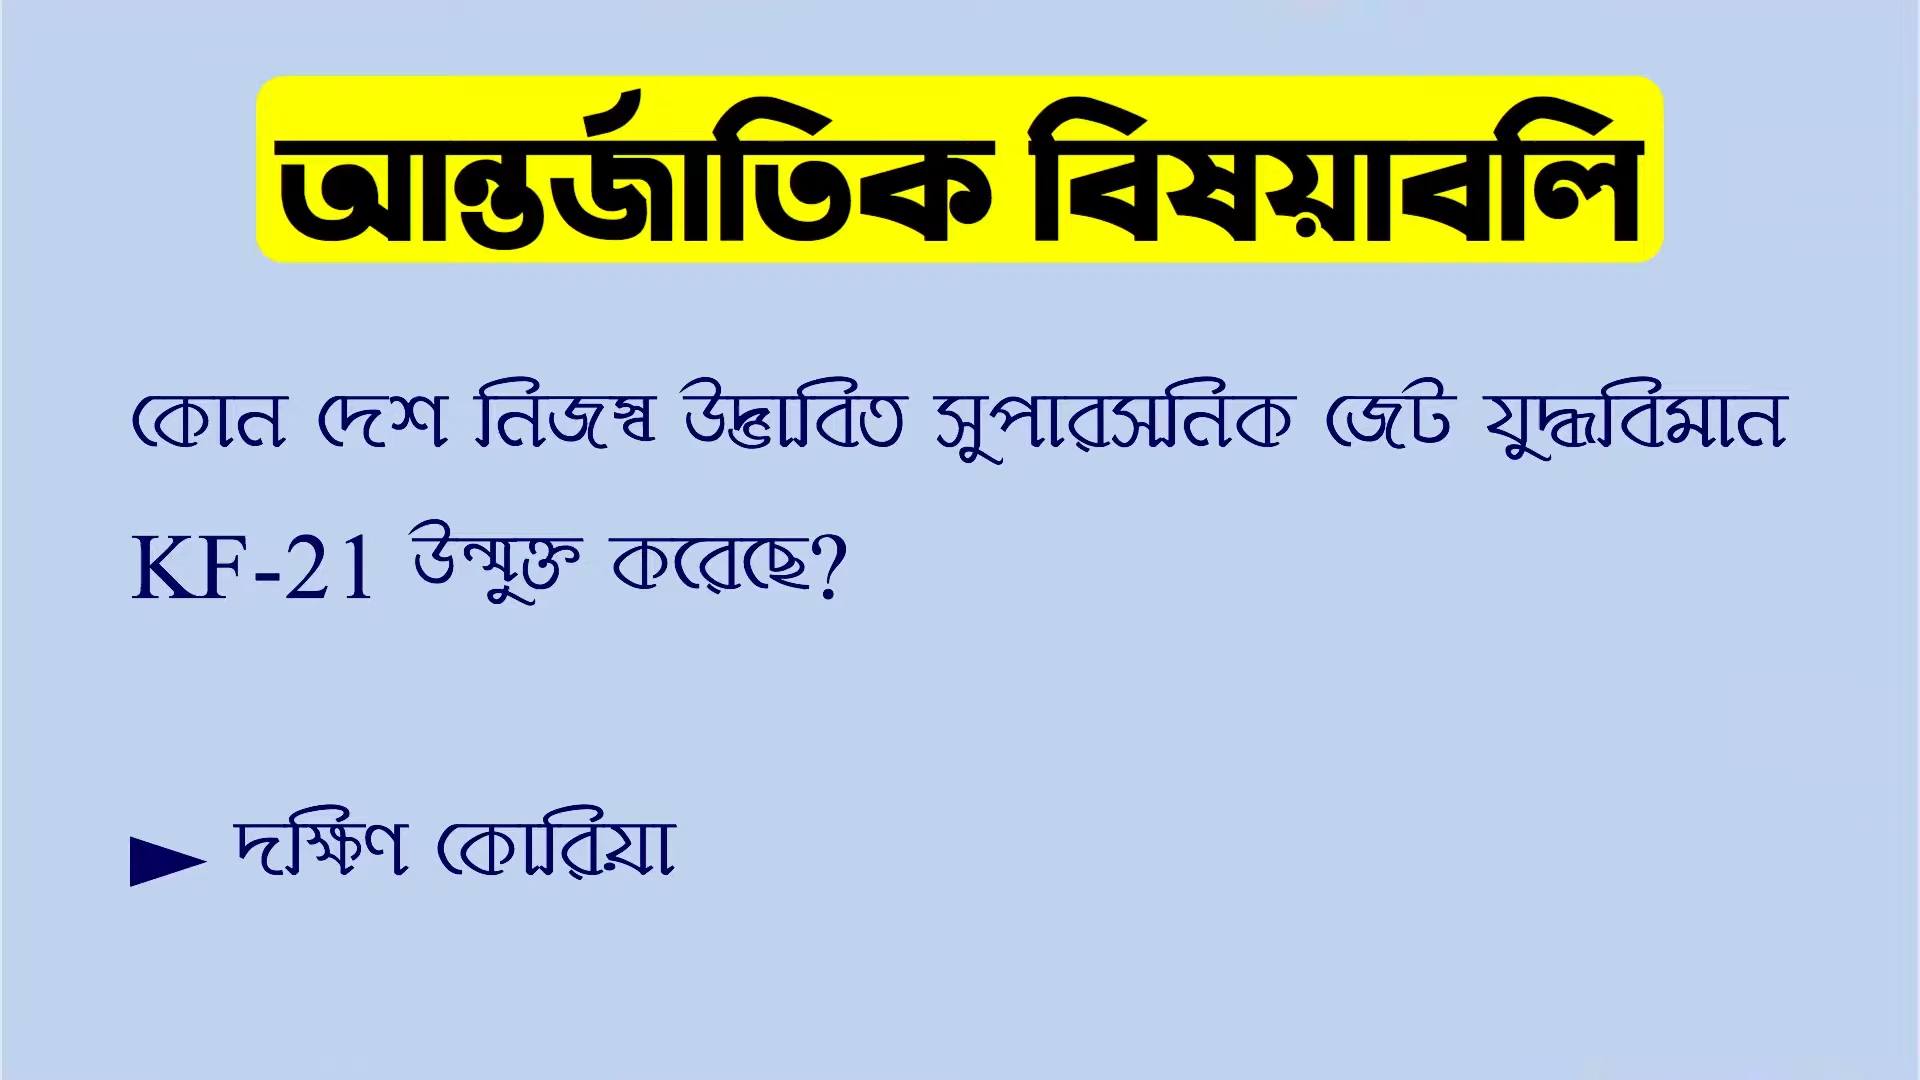 আন্তর্জাতিক বিষয়াবলি
কোন দেশ নিজস্ব উদ্ভাবিত সুপারসনিক জেট যুদ্ধবিমান
KF-21 উন্মুক্ত করেছে?
► দক্ষিণ কোরিয়া